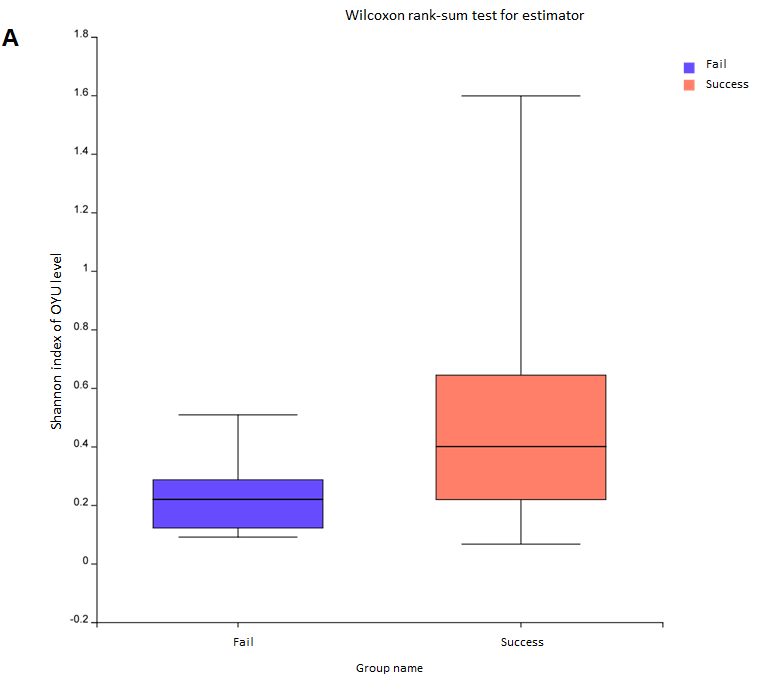 A
Wilcoxon rank-sum test for estimator
Fail
Success
1.8
1.6
1.4
1.2
1
0.8
0.6
0.4
0.2
0
-0.2
Shannon index of OYU level
Fail
Success
Group name